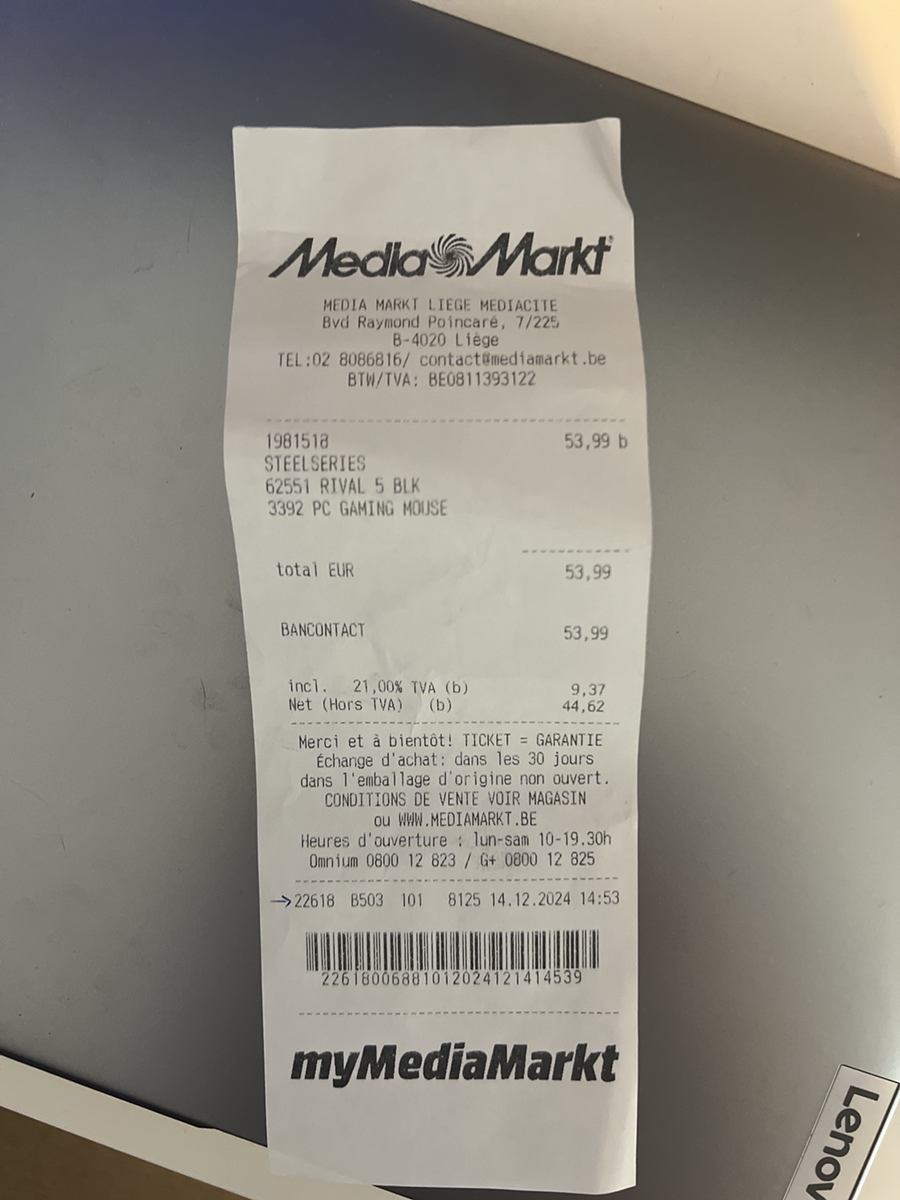 Media Markt
MEDIA MARKT LIEGE MEDIACITE
Bvd Raymond Poincaré, 7/225
B-4020 Liège
TEL:02 8086816/ contact@mediamarkt.be
BTW/TVA: BE0811393122
1981518 53,99 b
STEELSERIES
62551 RIVAL 5 BLK
3392 PC GAMING MOUSE
total EUR 53,99
BANCONTACT 53,99
incl. 21,00% TVA (b) 9,37
Net (Hors TVA) (b) 44,62
Merci et à bientôt! TICKET = GARANTIE
Échange d'achat: dans les 30 jours
dans l'emballage d'origine non ouvert.
CONDITIONS DE VENTE VOIR MAGASIN
ou WWW.MEDIAMARKT.BE
Heures d'ouverture : lun-sam 10-19.30h
Omnium 0800 12 823 / G+ 0800 12 825
→22618 B503 101 8125 14.12.2024 14:53
2261800688101202412141453​9
myMediaMarkt
Lenov